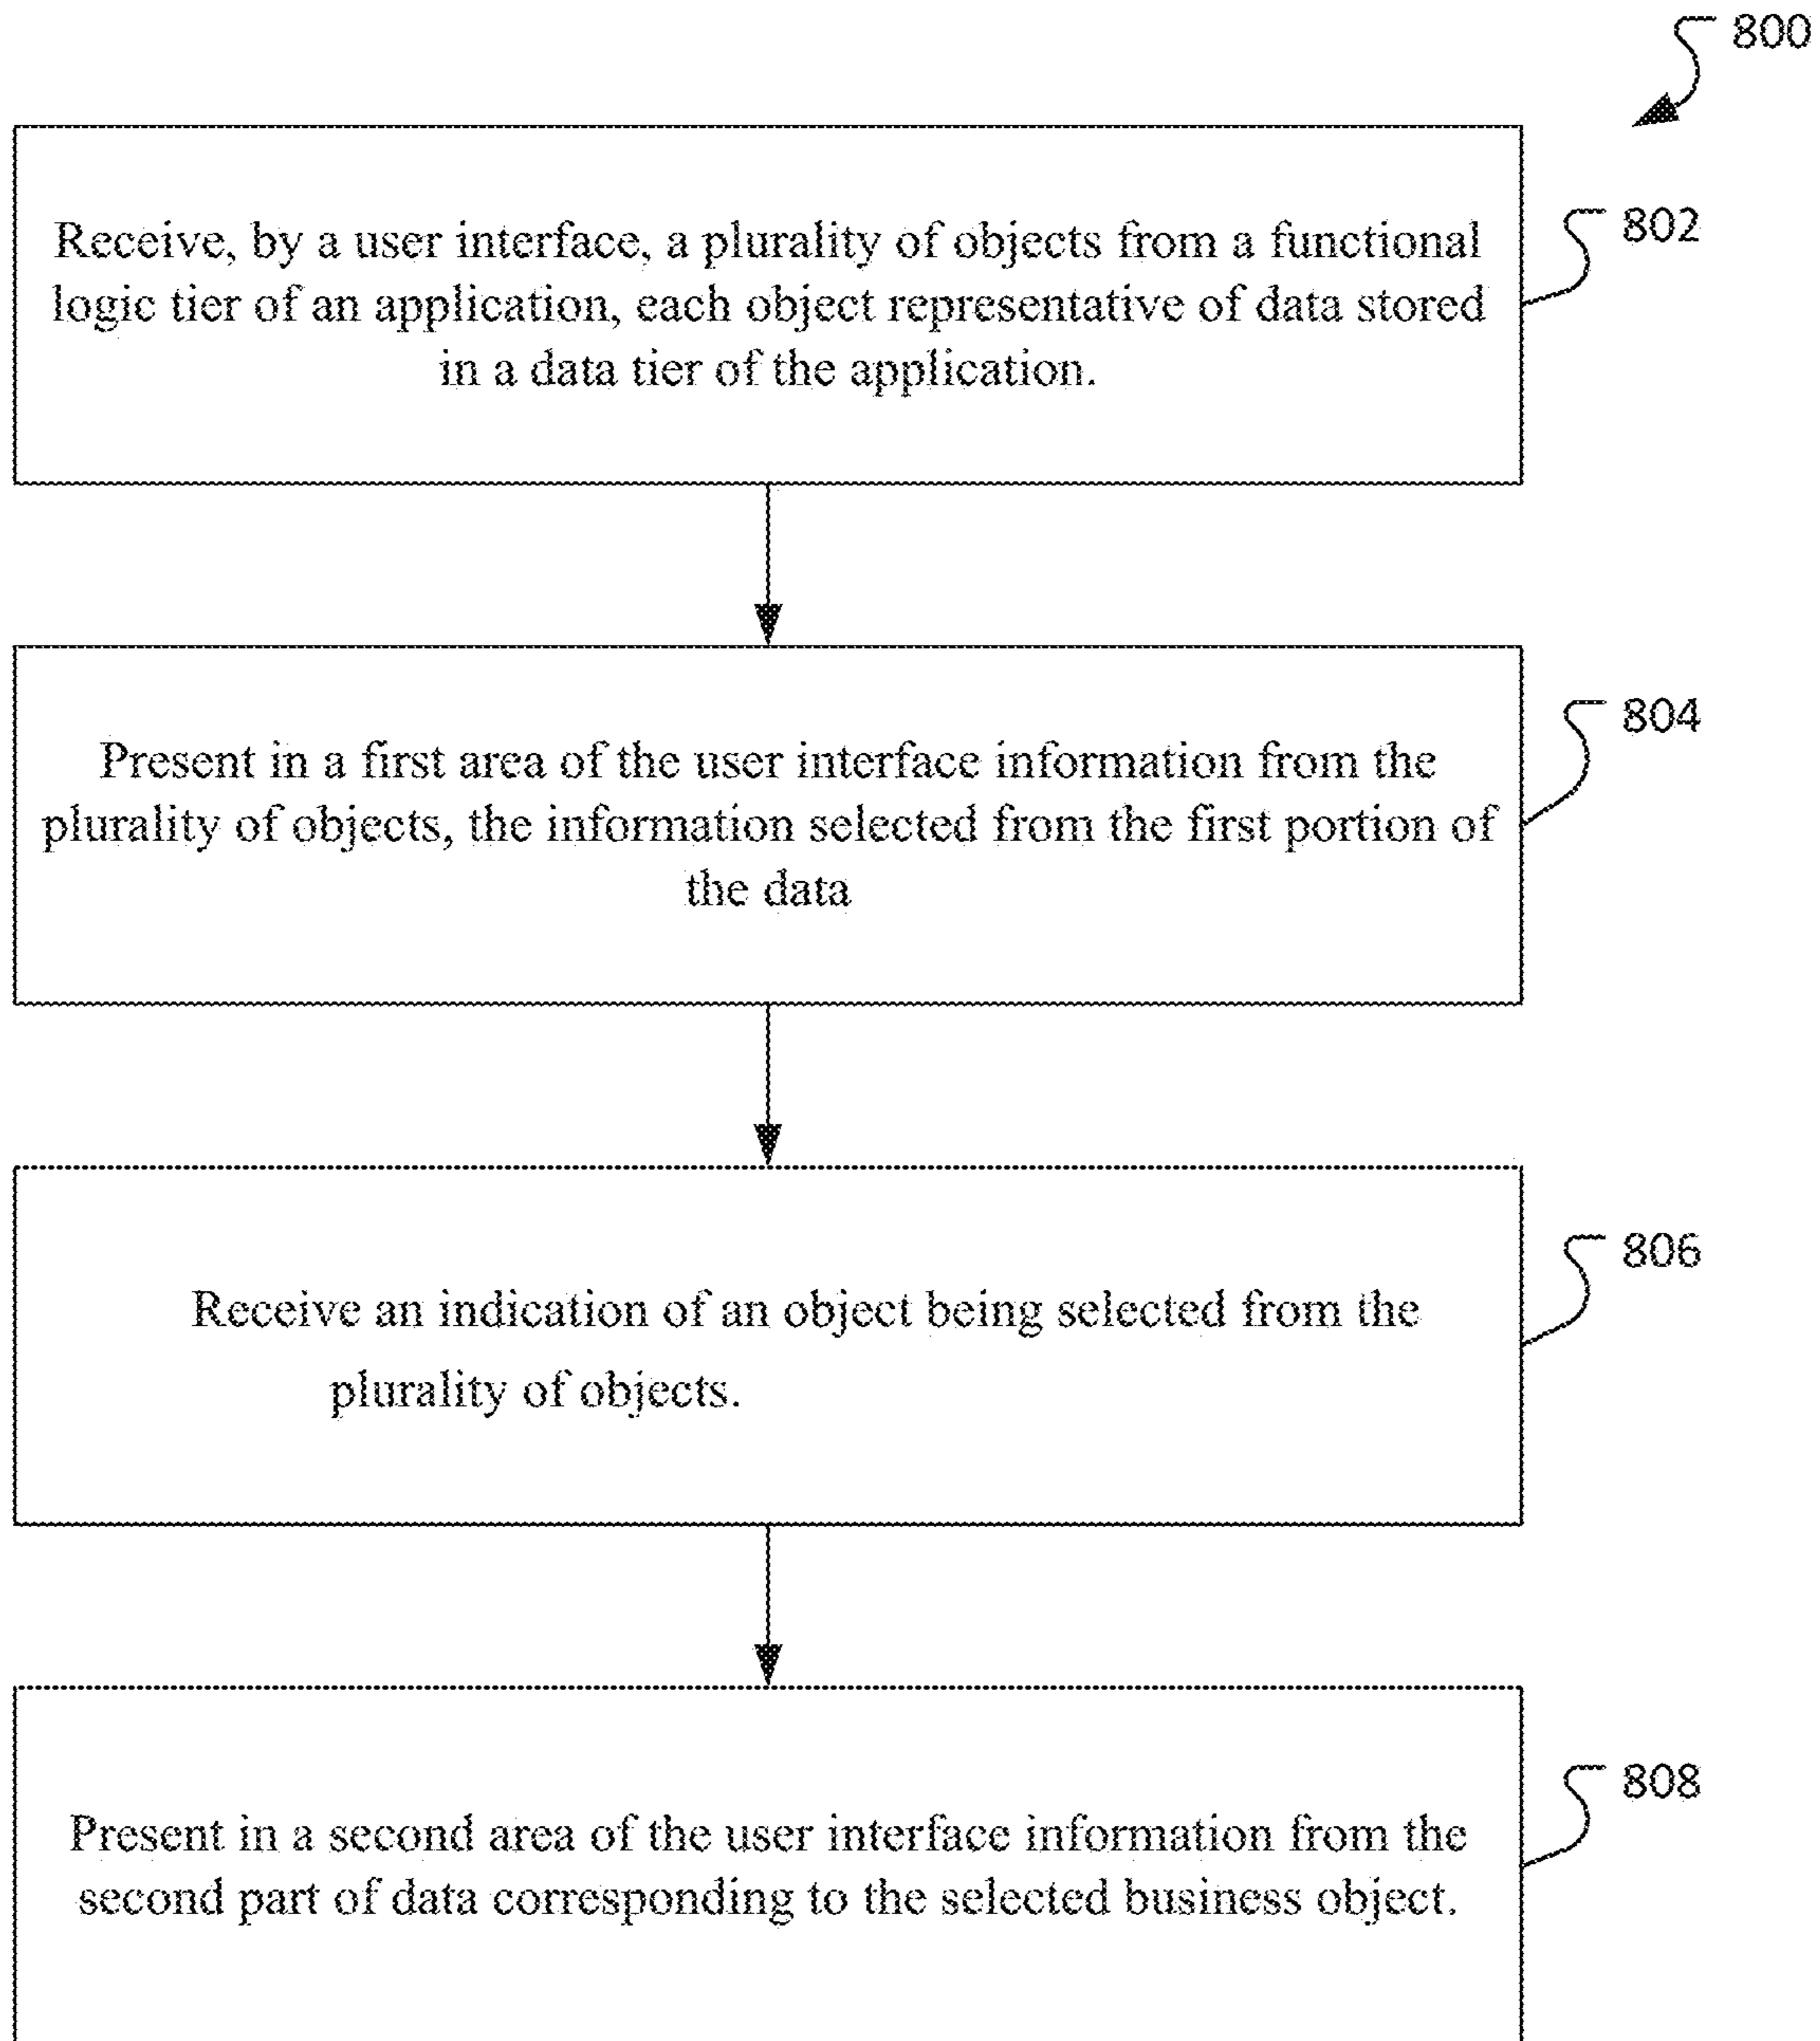 800
Receive, by a user interface, a plurality of objects from a functional
logic tier of an application, each object representative of data stored
in a data tier of the application.
802
Present in a first area of the user interface information from the
plurality of objects, the information selected from the first portion of
the data
804
Receive an indication of an object being selected from the
plurality of objects.
806
Present in a second area of the user interface information from the
second part of data corresponding to the selected business object.
808